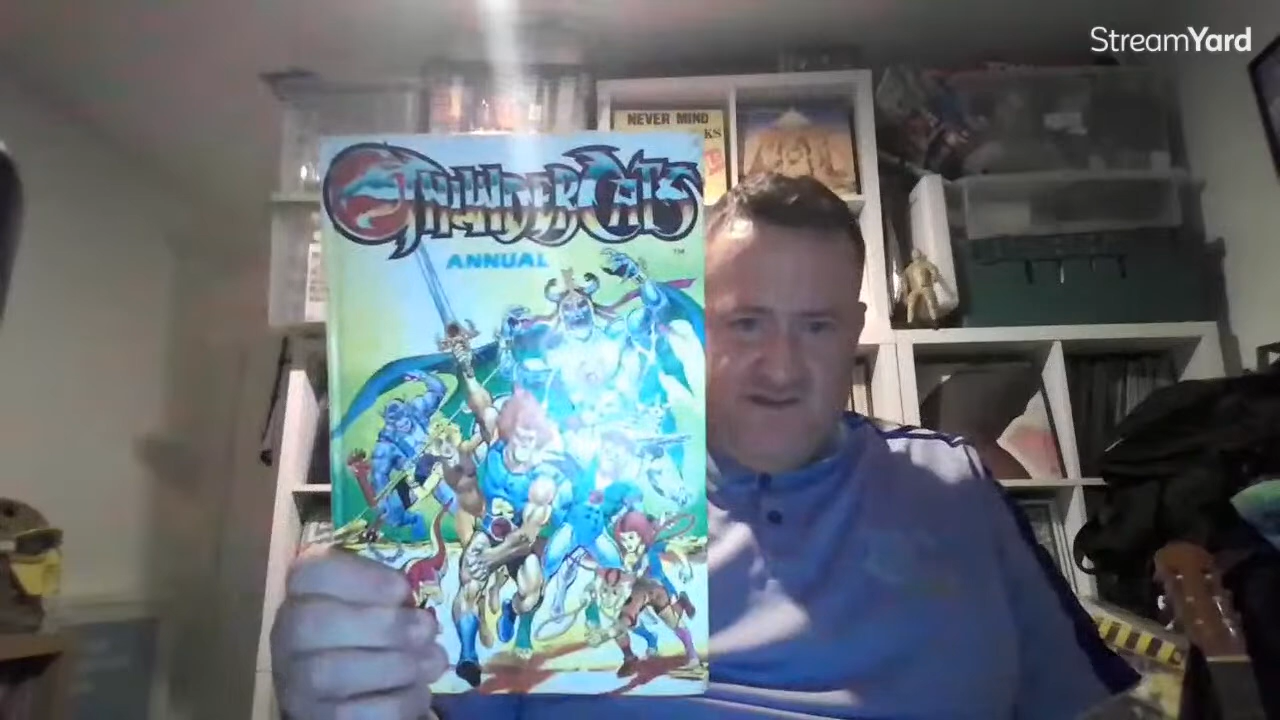 StreamYard
NEVER MIND
KS
THUNDERCATS
™
ANNUAL